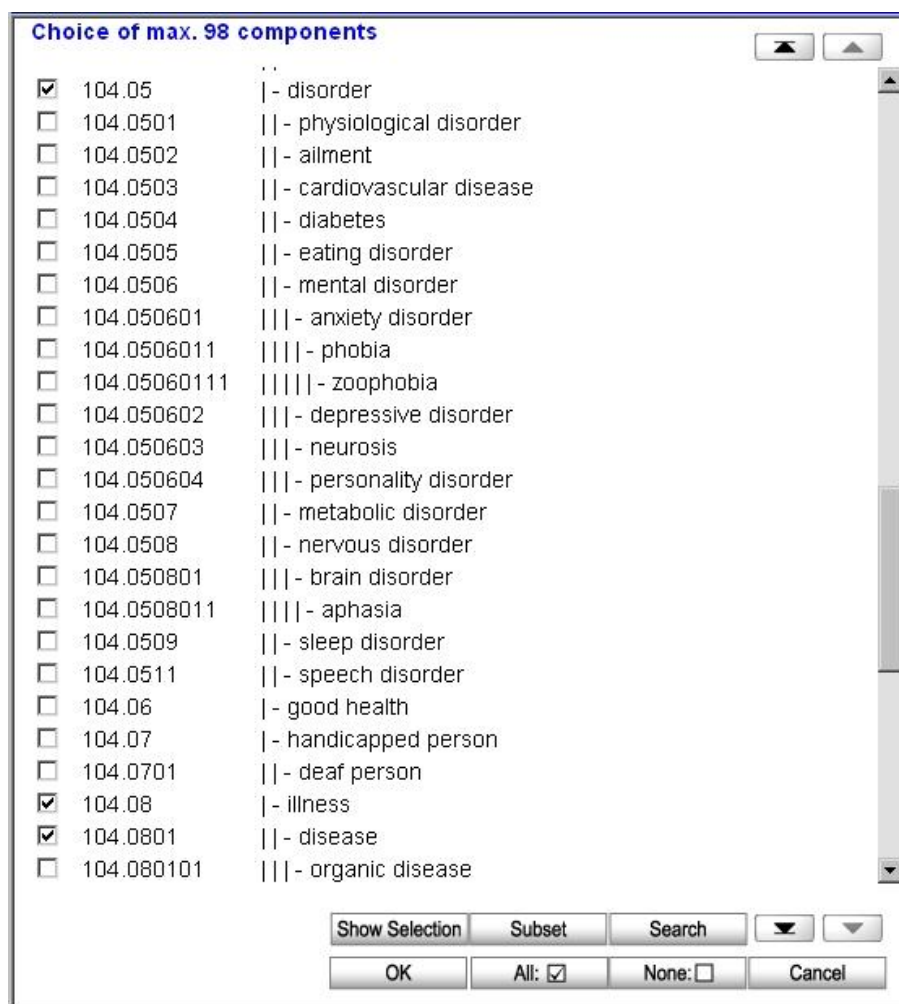 Choice of max. 98 components
104.05 | - disorder
104.0501 | | - physiological disorder
104.0502 | | - ailment
104.0503 | | - cardiovascular disease
104.0504 | | - diabetes
104.0505 | | - eating disorder
104.0506 | | - mental disorder
104.050601 | | | - anxiety disorder
104.0506011 | | | | - phobia
104.05060111 | | | | | - zoophobia
104.050602 | | | - depressive disorder
104.050603 | | | - neurosis
104.050604 | | | - personality disorder
104.0507 | | - metabolic disorder
104.0508 | | - nervous disorder
104.050801 | | | - brain disorder
104.0508011 | | | | - aphasia
104.0509 | | - sleep disorder
104.0511 | | - speech disorder
104.06 | - good health
104.07 | - handicapped person
104.0701 | | - deaf person
104.08 | - illness
104.0801 | | - disease
104.080101 | | | - organic disease
Show Selection Subset Search
OK All: ☑ None: ☐ Cancel